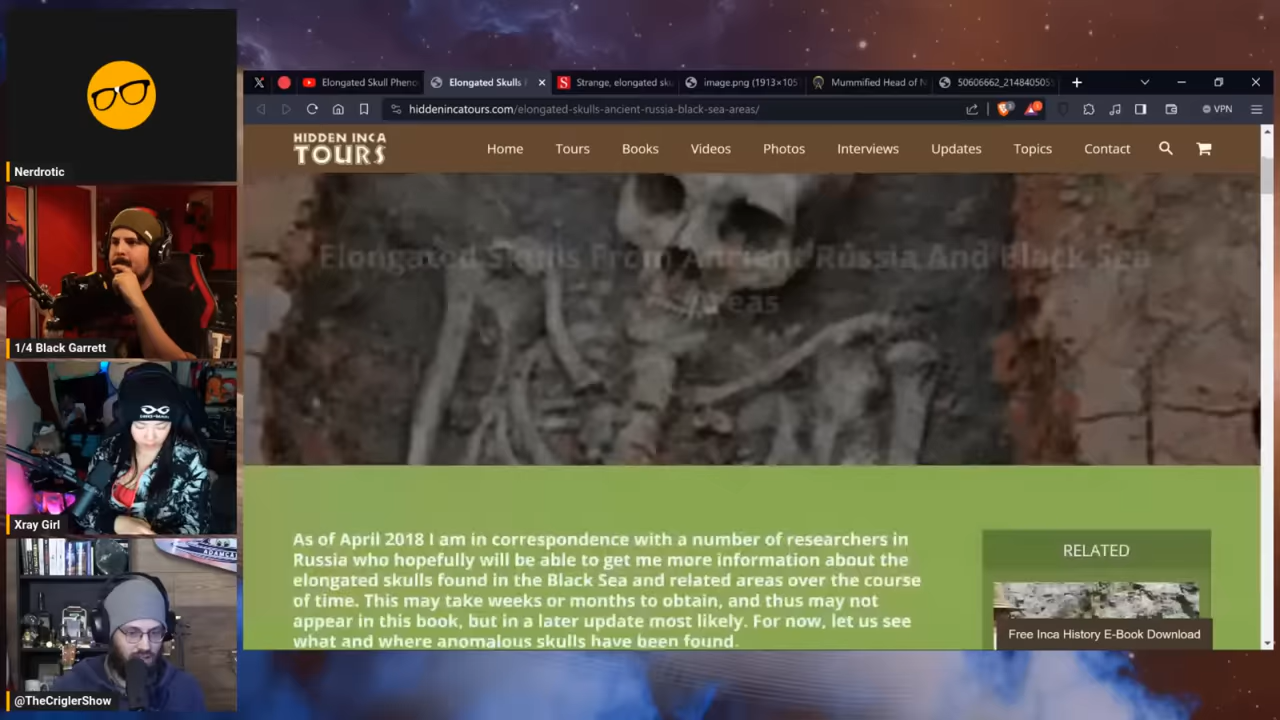 Nerdrotic
1/4 Black Garrett
Xray Girl
@TheCriglerShow
Elongated Skull Pheno
Elongated Skulls
Strange, elongated sku
image.png (1913×105
Mummified Head of N
50606662_2148405051
hiddenincatours.com/elongated-skulls-ancient-russia-black-sea-areas/
VPN
HIDDEN INCA
TOURS
Home
Tours
Books
Videos
Photos
Interviews
Updates
Topics
Contact
Elongated Skulls From Ancient Russia And Black Sea
Areas
As of April 2018 I am in correspondence with a number of researchers in
Russia who hopefully will be able to get me more information about the
elongated skulls found in the Black Sea and related areas over the course
of time. This may take weeks or months to obtain, and thus may not
appear in this book, but in a later update most likely. For now, let us see
what and where anomalous skulls have been found.
RELATED
Free Inca History E-Book Download